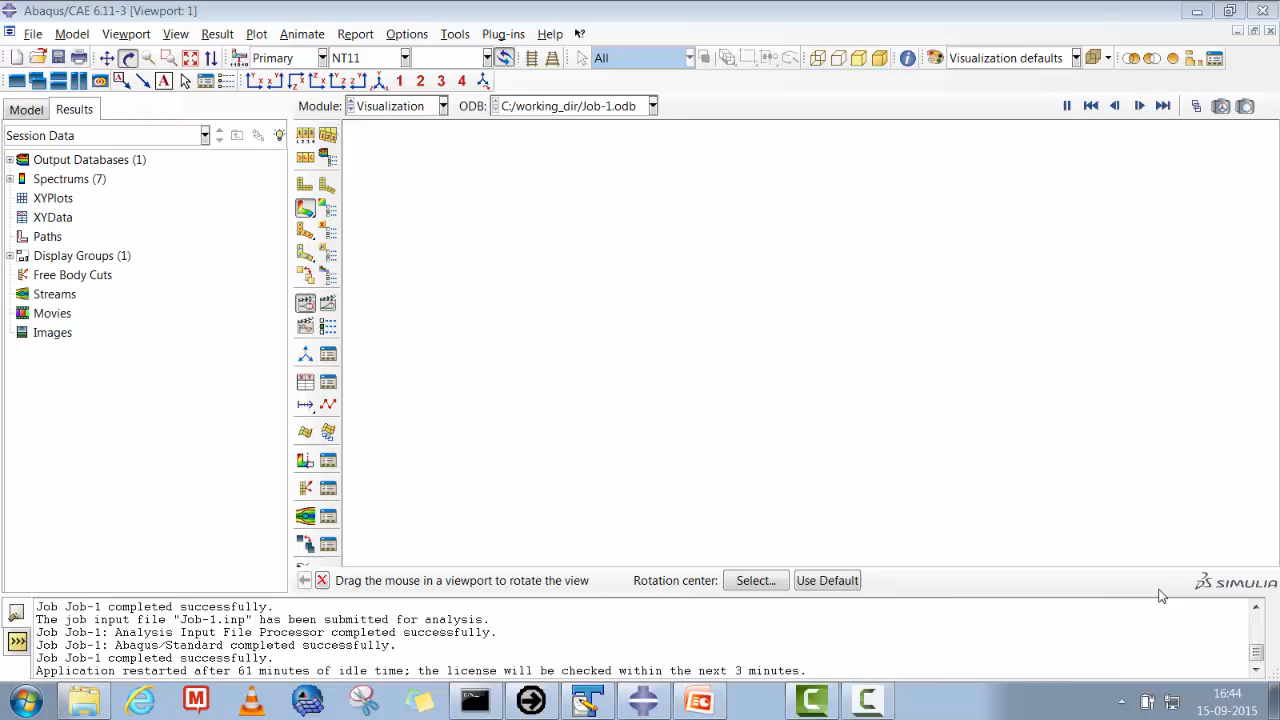 Abaqus/CAE 6.11-3 [Viewport: 1]
File Model Viewport View Result Plot Animate Report Options Tools Plug-ins Help
Primary NT11 All Visualization defaults
1 2 3 4
Model Results Module: Visualization ODB: C:/working_dir/Job-1.odb
Session Data
Output Databases (1)
Spectrums (7)
XYPlots
XYData
Paths
Display Groups (1)
Free Body Cuts
Streams
Movies
Images
Drag the mouse in a viewport to rotate the view Rotation center: Select... Use Default
SIMULIA
Job Job-1 completed successfully.
The job input file "Job-1.inp" has been submitted for analysis.
Job Job-1: Analysis Input File Processor completed successfully.
Job Job-1: Abaqus/Standard completed successfully.
Job Job-1 completed successfully.
Application restarted after 61 minutes of idle time; the license will be checked within the next 3 minutes.
16:44
15-09-2015